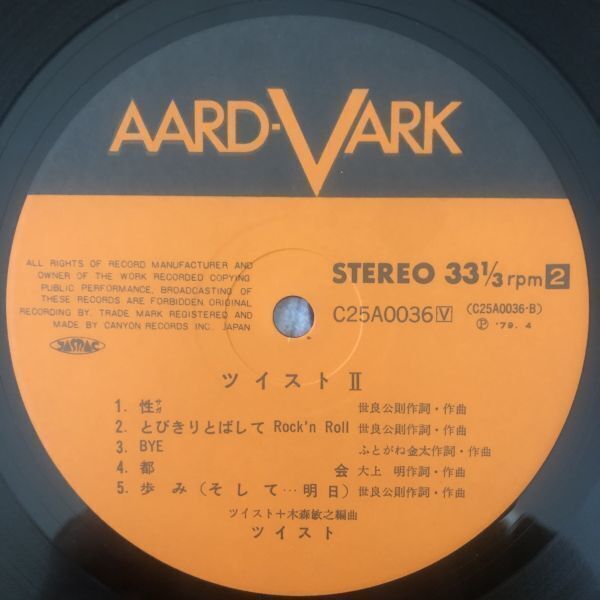 AARD-VARK
ALL RIGHTS OF RECORD MANUFACTURER AND
OWNER OF THE WORK RECORDED COPYING
PUBLIC PERFORMANCE, BROADCASTING OF
THESE RECORDS ARE FORBIDDEN. ORIGINAL
RECORDING BY. TRADE MARK REGISTERED AND
MADE BY CANYON RECORDS INC. JAPAN
JASRAC
STEREO 33 1/3 rpm 2
C25A0036 V (C25A0036-B)
Ⓟ '79. 4
ツイストⅡ
1. 性 サガ 世良公則作詞・作曲
2. とびきりとばして Rock'n Roll 世良公則作詞・作曲
3. BYE ふとがね金太作詞・作曲
4. 都会 大上 明作詞・作曲
5. 歩み(そして…明日) 世良公則作詞・作曲
ツイスト+木森敏之編曲
ツイスト